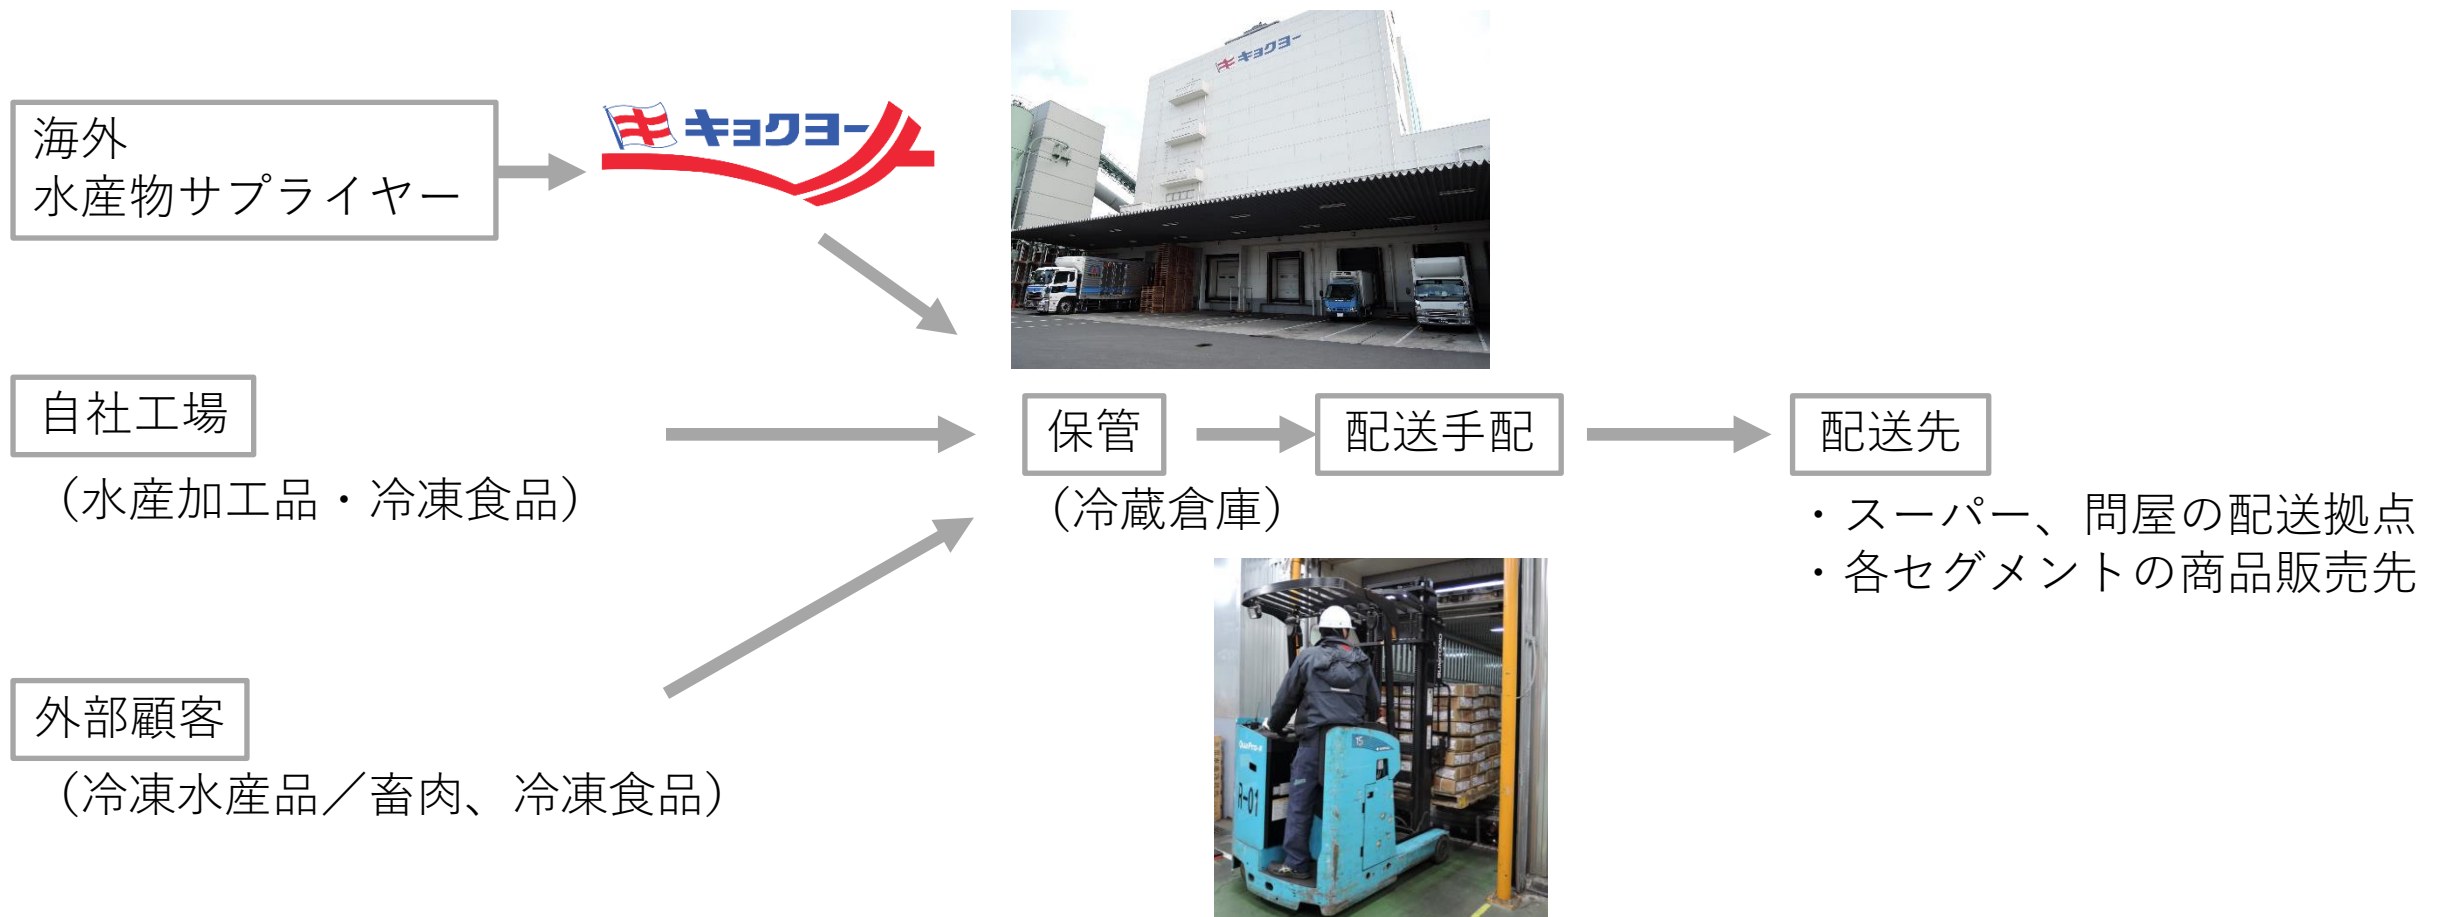 海外
水産物サプライヤー
キョクヨー
キョクヨー
自社工場
（水産加工品・冷凍食品）
保管
（冷蔵倉庫）
配送手配
配送先
・スーパー、問屋の配送拠点
・各セグメントの商品販売先
外部顧客
（冷凍水産品／畜肉、冷凍食品）
SUMITOMO
QuaPro-R
15
R-01